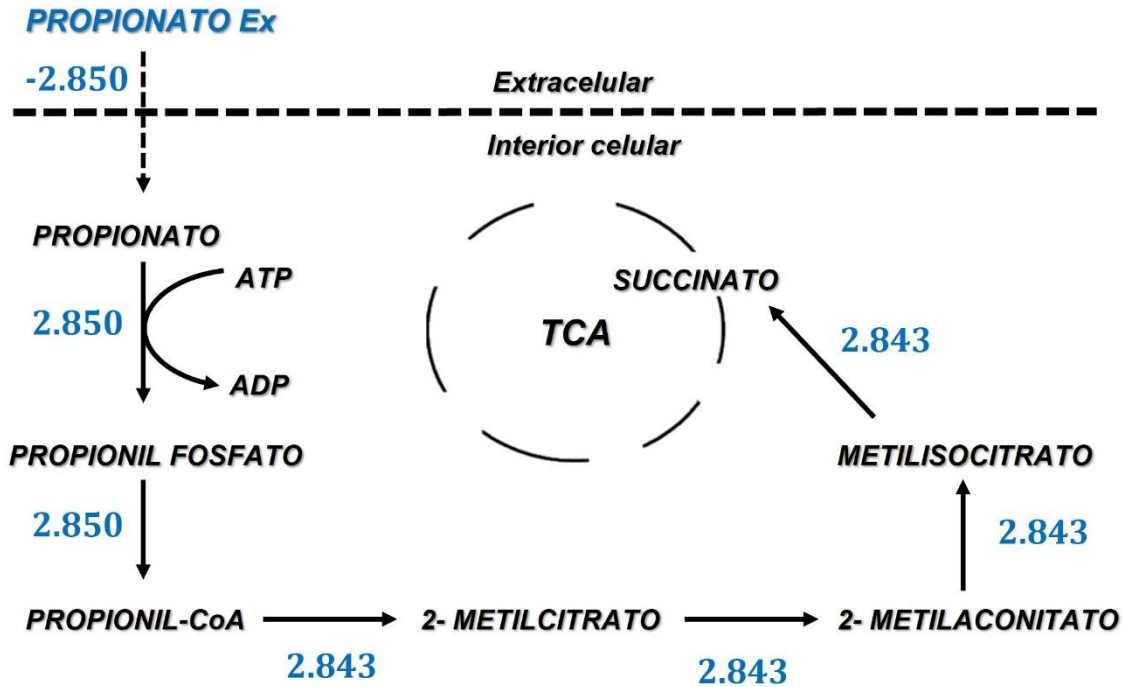 PROPIONATO Ex
-2.850
Extracelular
Interior celular
PROPIONATO
ATP
SUCCINATO
2.850
TCA
2.843
ADP
PROPIONIL FOSFATO
METILISOCITRATO
2.850
2.843
PROPIONIL-CoA
2- METILCITRATO
2- METILACONITATO
2.843
2.843